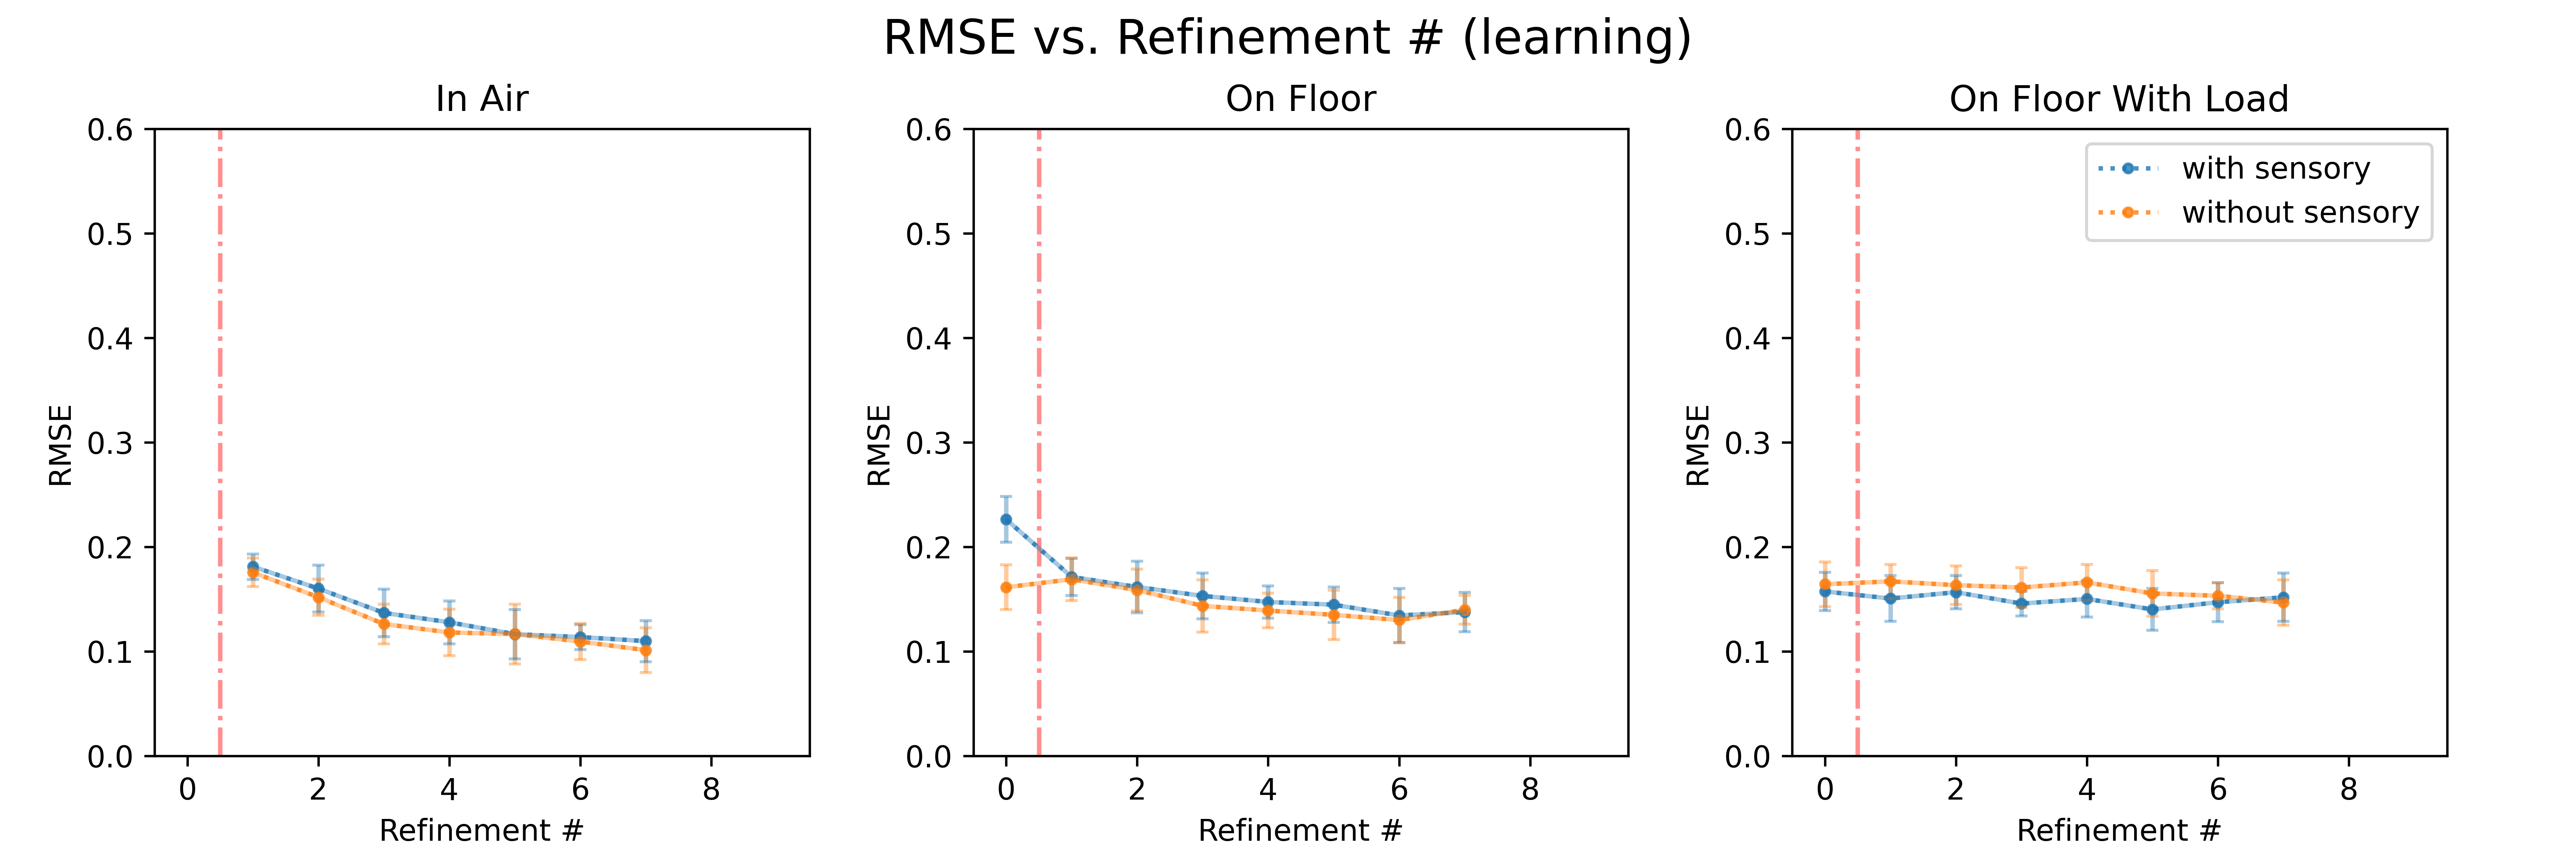 RMSE vs. Refinement # (learning)
In Air
0.6
0.5
0.4
0.3
0.2
0.1
0.0
RMSE
0 2 4 6 8
Refinement #
On Floor
0.6
0.5
0.4
0.3
0.2
0.1
0.0
RMSE
0 2 4 6 8
Refinement #
On Floor With Load
0.6
0.5
0.4
0.3
0.2
0.1
0.0
RMSE
with sensory
without sensory
0 2 4 6 8
Refinement #